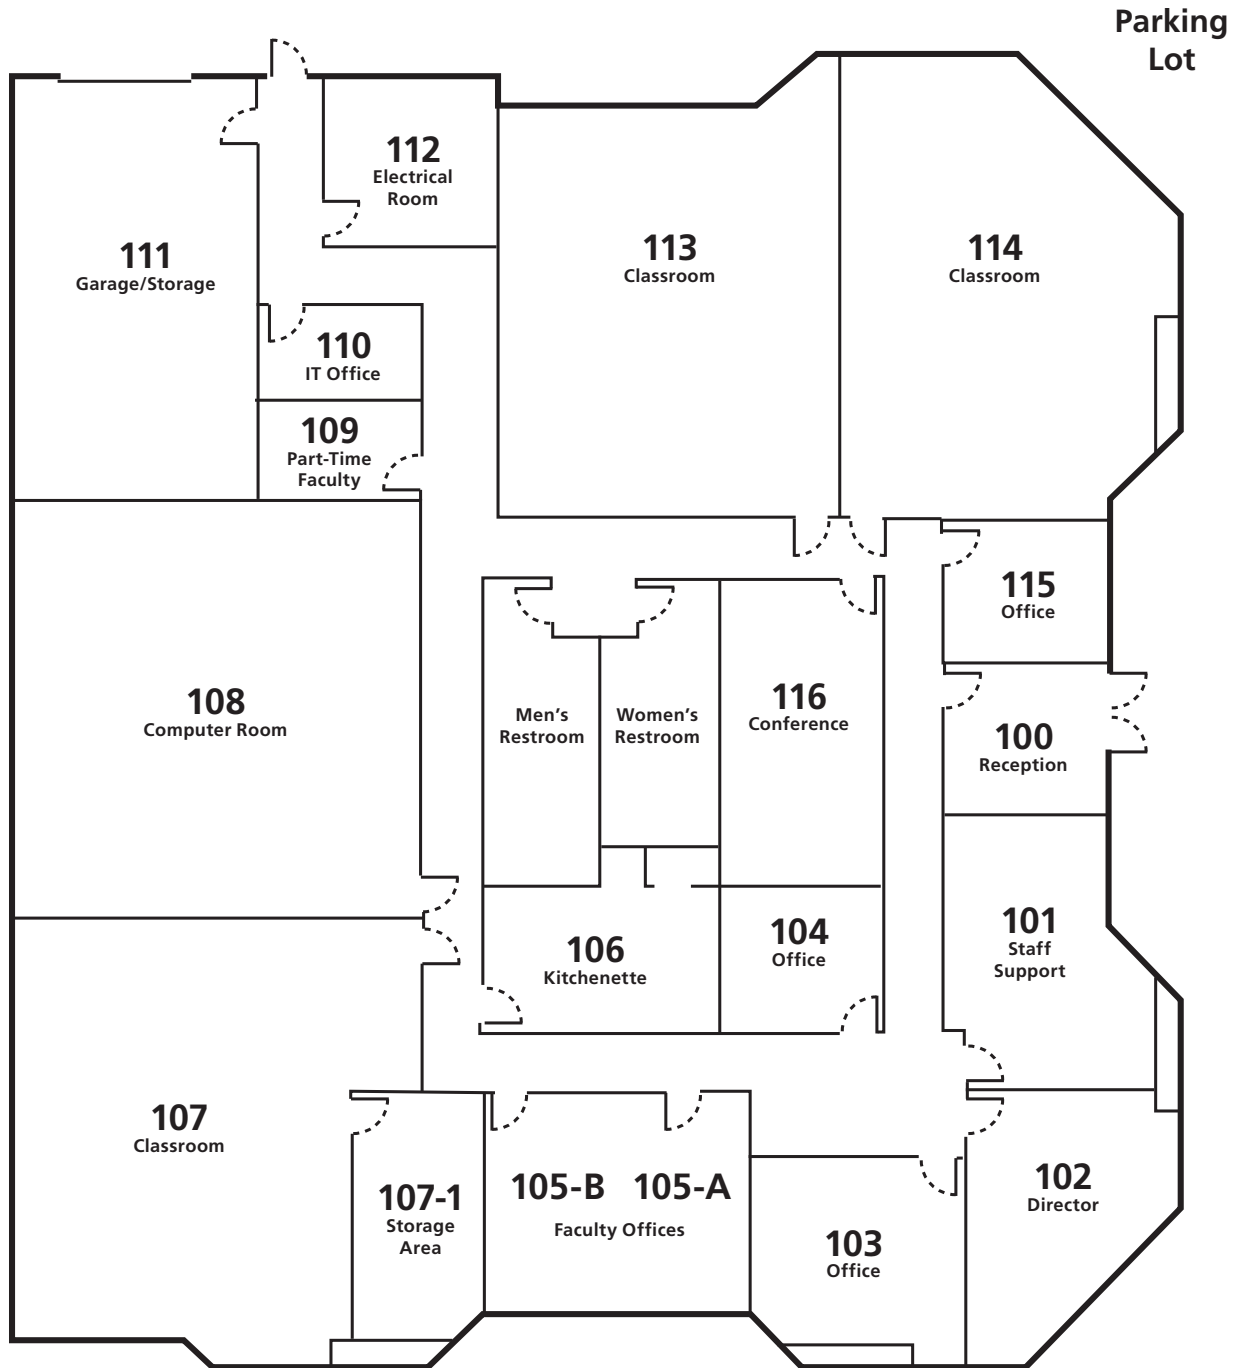 Parking
Lot
112
Electrical
Room
111
Garage/Storage
113
Classroom
114
Classroom
110
IT Office
109
Part-Time
Faculty
115
Office
108
Computer Room
Men's
Restroom
Women's
Restroom
116
Conference
100
Reception
106
Kitchenette
104
Office
101
Staff
Support
107
Classroom
107-1
Storage
Area
105-B
105-A
Faculty Offices
103
Office
102
Director